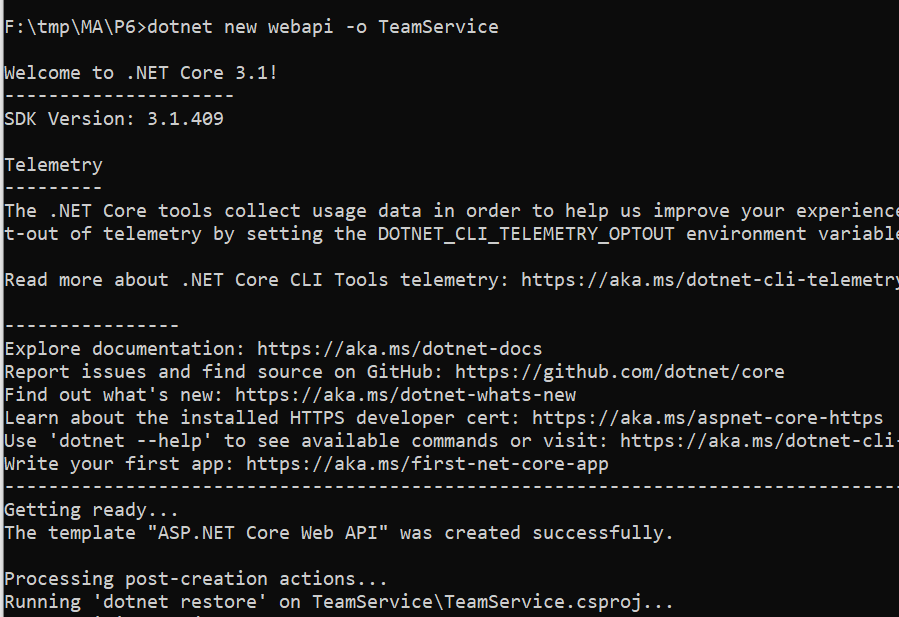 F:\tmp\MA\P6>dotnet new webapi -o TeamService
Welcome to .NET Core 3.1!
---------------------
SDK Version: 3.1.409
Telemetry
---------
The .NET Core tools collect usage data in order to help us improve your experience
t-out of telemetry by setting the DOTNET_CLI_TELEMETRY_OPTOUT environment variable
Read more about .NET Core CLI Tools telemetry: https://aka.ms/dotnet-cli-telemetry
----------------
Explore documentation: https://aka.ms/dotnet-docs
Report issues and find source on GitHub: https://github.com/dotnet/core
Find out what's new: https://aka.ms/dotnet-whats-new
Learn about the installed HTTPS developer cert: https://aka.ms/aspnet-core-https
Use 'dotnet --help' to see available commands or visit: https://aka.ms/dotnet-cli-
Write your first app: https://aka.ms/first-net-core-app
----------------------------------------------------------------------------------
Getting ready...
The template "ASP.NET Core Web API" was created successfully.
Processing post-creation actions...
Running 'dotnet restore' on TeamService\TeamService.csproj...